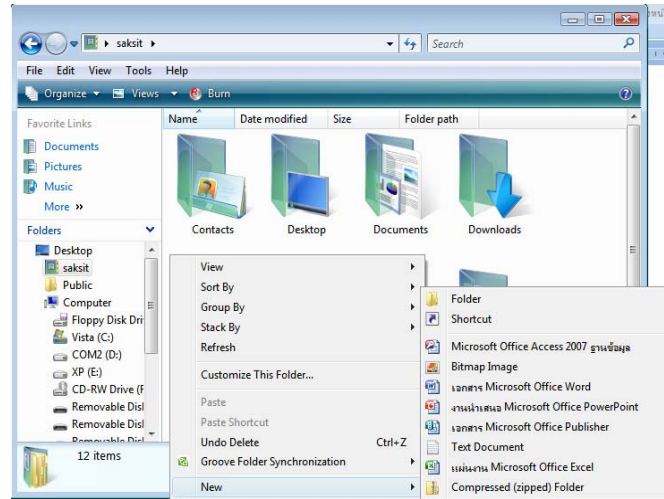 saksit
Search
File Edit View Tools Help
Organize Views Burn
Favorite Links
Documents
Pictures
Music
More »
Folders
Desktop
saksit
Public
Computer
Floppy Disk Dri
Vista (C:)
COM2 (D:)
XP (E:)
CD-RW Drive (F
Removable Disl
Removable Disl
Removable Disl
12 items
Name Date modified Size Folder path
Contacts Desktop Documents Downloads
View
Sort By
Group By
Stack By
Refresh
Customize This Folder...
Paste
Paste Shortcut
Undo Delete Ctrl+Z
Groove Folder Synchronization
New
Folder
Shortcut
Microsoft Office Access 2007 ฐานข้อมูล
Bitmap Image
เอกสาร Microsoft Office Word
งานนำเสนอ Microsoft Office PowerPoint
เอกสาร Microsoft Office Publisher
Text Document
แผ่นงาน Microsoft Office Excel
Compressed (zipped) Folder